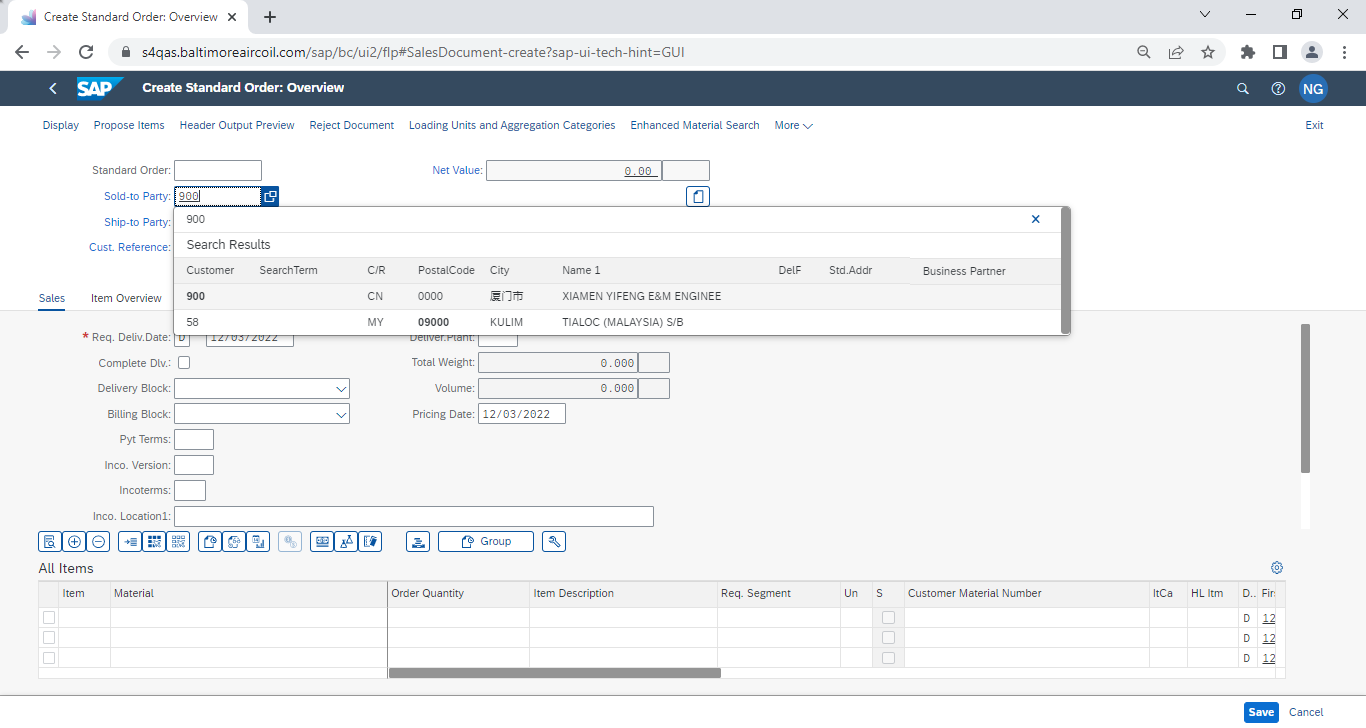 Create Standard Order: Overview
s4qas.baltimoreaircoil.com/sap/bc/ui2/flp#SalesDocument-create?sap-ui-tech-hint=GUI
SAP Create Standard Order: Overview NG
Display Propose Items Header Output Preview Reject Document Loading Units and Aggregation Categories Enhanced Material Search More Exit
Standard Order: Net Value: 0.00
Sold-to Party: 900
Ship-to Party: 900
Cust. Reference: Search Results
Customer SearchTerm C/R PostalCode City Name 1 DelF Std.Addr Business Partner
Sales Item Overview 900 CN 0000 厦门市 XIAMEN YIFENG E&M ENGINEE
58 MY 09000 KULIM TIALOC (MALAYSIA) S/B
* Req. Deliv.Date: D 12/03/2022 Deliver.Plant:
Complete Dlv.: Total Weight: 0.000
Delivery Block: Volume: 0.000
Billing Block: Pricing Date: 12/03/2022
Pyt Terms:
Inco. Version:
Incoterms:
Inco. Location1:
Group
All Items
Item Material Order Quantity Item Description Req. Segment Un S Customer Material Number ItCa HL Itm D.. Fir
D 12
D 12
D 12
Save Cancel